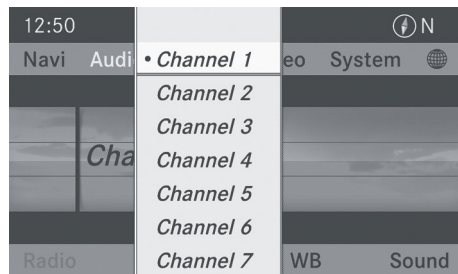 12:50 N
Navi Audi • Channel 1 eo System
Channel 2
Channel 3
Cha Channel 4
Channel 5
Channel 6
Radio Channel 7 WB Sound